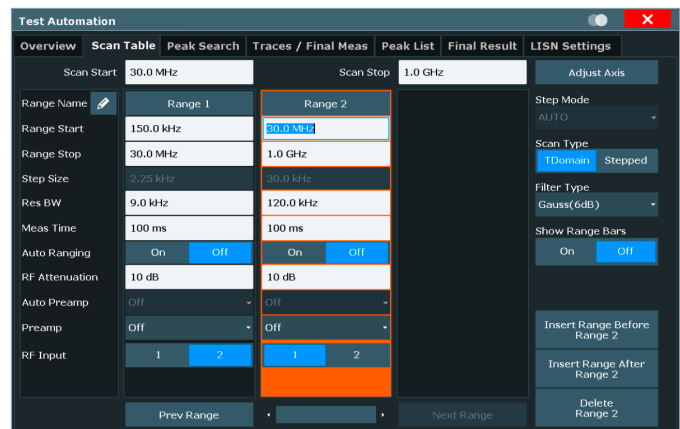 Test Automation
Overview Scan Table Peak Search Traces / Final Meas Peak List Final Result LISN Settings
Scan Start 30.0 MHz Scan Stop 1.0 GHz Adjust Axis
Range Name Range 1 Range 2 Step Mode
AUTO
Range Start 150.0 kHz 30.0 MHz
Scan Type
Range Stop 30.0 MHz 1.0 GHz TDomain Stepped
Step Size 2.25 kHz 30.0 kHz
Filter Type
Res BW 9.0 kHz 120.0 kHz Gauss(6dB)
Meas Time 100 ms 100 ms Show Range Bars
Auto Ranging On Off On Off On Off
RF Attenuation 10 dB 10 dB
Auto Preamp Off Off
Preamp Off Off Insert Range Before
Range 2
RF Input 1 2 1 2
Insert Range After
Range 2
Prev Range Next Range Delete
Range 2